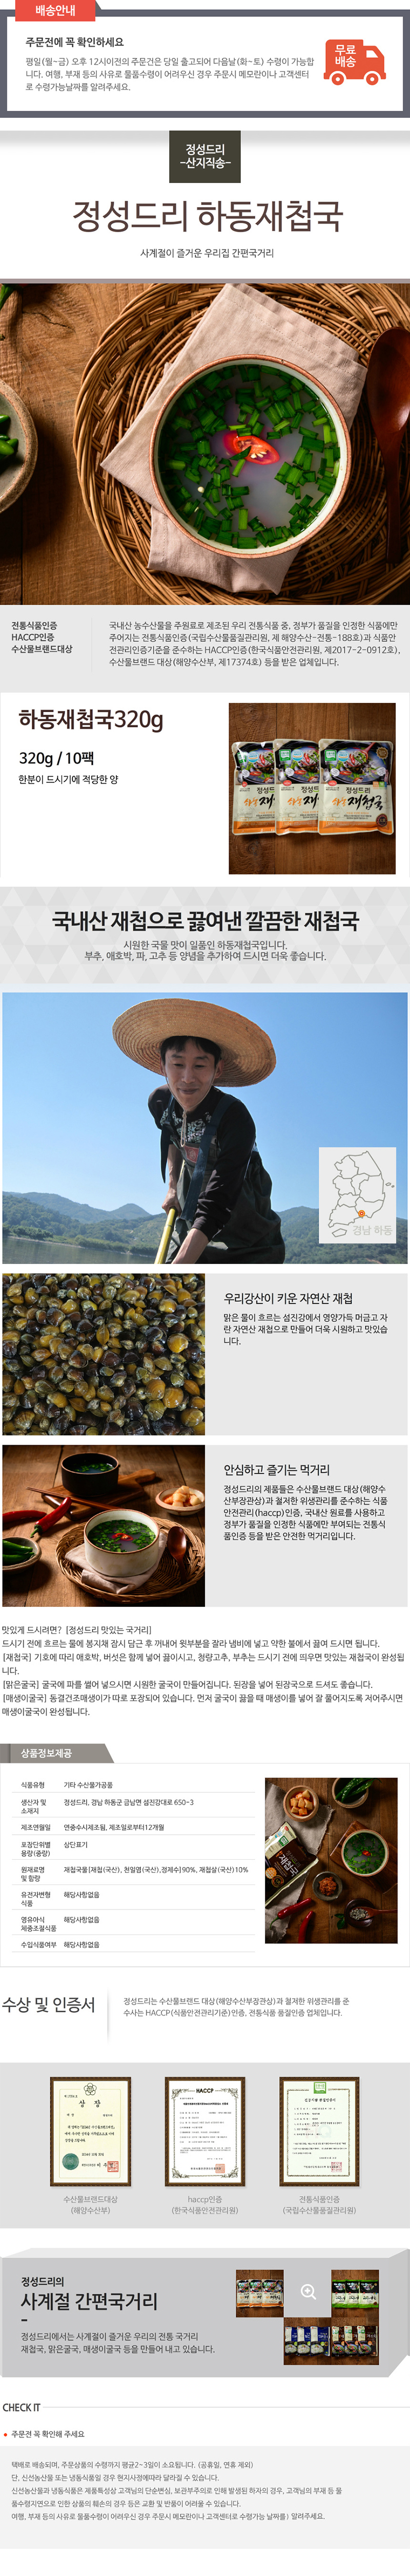 배송안내
주문전에 꼭 확인하세요
평일(월~금) 오후 12시이전의 주문건은 당일 출고되어 다음날(화~토) 수령이 가능합
니다. 여행, 부재 등의 사유로 물품수령이 어려우신 경우 주문시 메모란이나 고객센터
로 수령가능날짜를 알려주세요.
무료
배송
정성드리
-산지직송-
정성드리 하동재첩국
사계절이 즐거운 우리집 간편국거리
전통식품인증
HACCP인증
수산물브랜드대상
국내산 농수산물을 주원료로 제조된 우리 전통식품 중, 정부가 품질을 인정한 식품에만
주어지는 전통식품인증(국립수산물품질관리원, 제 해양수산-전통-188호)과 식품안
전관리인증기준을 준수하는 HACCP인증(한국식품안전관리원, 제2017-2-0912호),
수산물브랜드 대상(해양수산부, 제17374호) 등을 받은 업체입니다.
하동재첩국320g
320g / 10팩
한분이 드시기에 적당한 양
정성드리
재첩국
국내산 재첩으로 끓여낸 깔끔한 재첩국
시원한 국물 맛이 일품인 하동재첩국입니다.
부추, 애호박, 파, 고추 등 양념을 추가하여 드시면 더욱 좋습니다.
경남 하동
우리강산이 키운 자연산 재첩
맑은 물이 흐르는 섬진강에서 영양가득 머금고 자
란 자연산 재첩으로 만들어 더욱 시원하고 맛있습
니다.
안심하고 즐기는 먹거리
정성드리의 제품들은 수산물브랜드 대상(해양수
산부장관상)과 철저한 위생관리를 준수하는 식품
안전관리(haccp)인증, 국내산 원료를 사용하고
정부가 품질을 인정한 식품에만 부여되는 전통식
품인증 등을 받은 안전한 먹거리입니다.
맛있게 드시려면? [정성드리 맛있는 국거리]
드시기 전에 흐르는 물에 봉지채 잠시 담근 후 꺼내어 윗부분을 잘라 냄비에 넣고 약한 불에서 끓여 드시면 됩니다.
[재첩국] 기호에 따라 애호박, 버섯은 함께 넣어 끓이시고, 청량고추, 부추는 드시기 전에 띄우면 맛있는 재첩국이 완성됩
니다.
[맑은굴국] 굴국에 파를 썰어 넣으시면 시원한 굴국이 만들어집니다. 된장을 넣어 된장국으로 드셔도 좋습니다.
[매생이굴국] 동결건조매생이가 따로 포장되어 있습니다. 먼저 굴국이 끓을 때 매생이를 넣어 잘 풀어지도록 저어주시면
매생이굴국이 완성됩니다.
상품정보제공
식품유형 기타 수산물가공품
생산자 및
소재지 정성드리, 경남 하동군 금남면 섬진강대로 650-3
제조연월일 연중수시제조됨, 제조일로부터12개월
포장단위별
용량(중량) 상단표기
원재료명
및 함량 재첩국물[재첩(국산), 천일염(국산),정제수]90%, 재첩살(국산)10%
유전자변형
식품 해당사항없음
영유아식
체중조절식품 해당사항없음
수입식품여부 해당사항없음
재첩국
수상 및 인증서
정성드리는 수산물브랜드 대상(해양수산부장관상)과 철저한 위생관리를 준
수사는 HACCP(식품안전관리기준)인증, 전통식품 품질인증 업체입니다.
상 장
HACCP
수산물브랜드대상
(해양수산부)
haccp인증
(한국식품안전관리원)
전통식품인증
(국립수산물품질관리원)
정성드리의
사계절 간편국거리
-
정성드리에서는 사계절이 즐거운 우리의 전통 국거리
재첩국, 맑은굴국, 매생이굴국 등을 만들어 내고 있습니다.
CHECK IT
주문전 꼭 확인해 주세요
택배로 배송되며, 주문상품의 수령까지 평균2~3일이 소요됩니다. (공휴일, 연휴 제외)
단, 신선농산물 또는 냉동식품일 경우 현지사정에따라 달라질 수 있습니다.
신선농산물과 냉동식품은 제품특성상 고객님의 단순변심, 보관부주의로 인해 발생된 하자의 경우, 고객님의 부재 등 물
품수령지연으로 인한 상품의 훼손의 경우 등은 교환 및 반품이 어려울 수 있습니다.
여행, 부재 등의 사유로 물품수령이 어려우신 경우 주문시 메모란이나 고객센터로 수령가능 날짜를) 알려주세요.